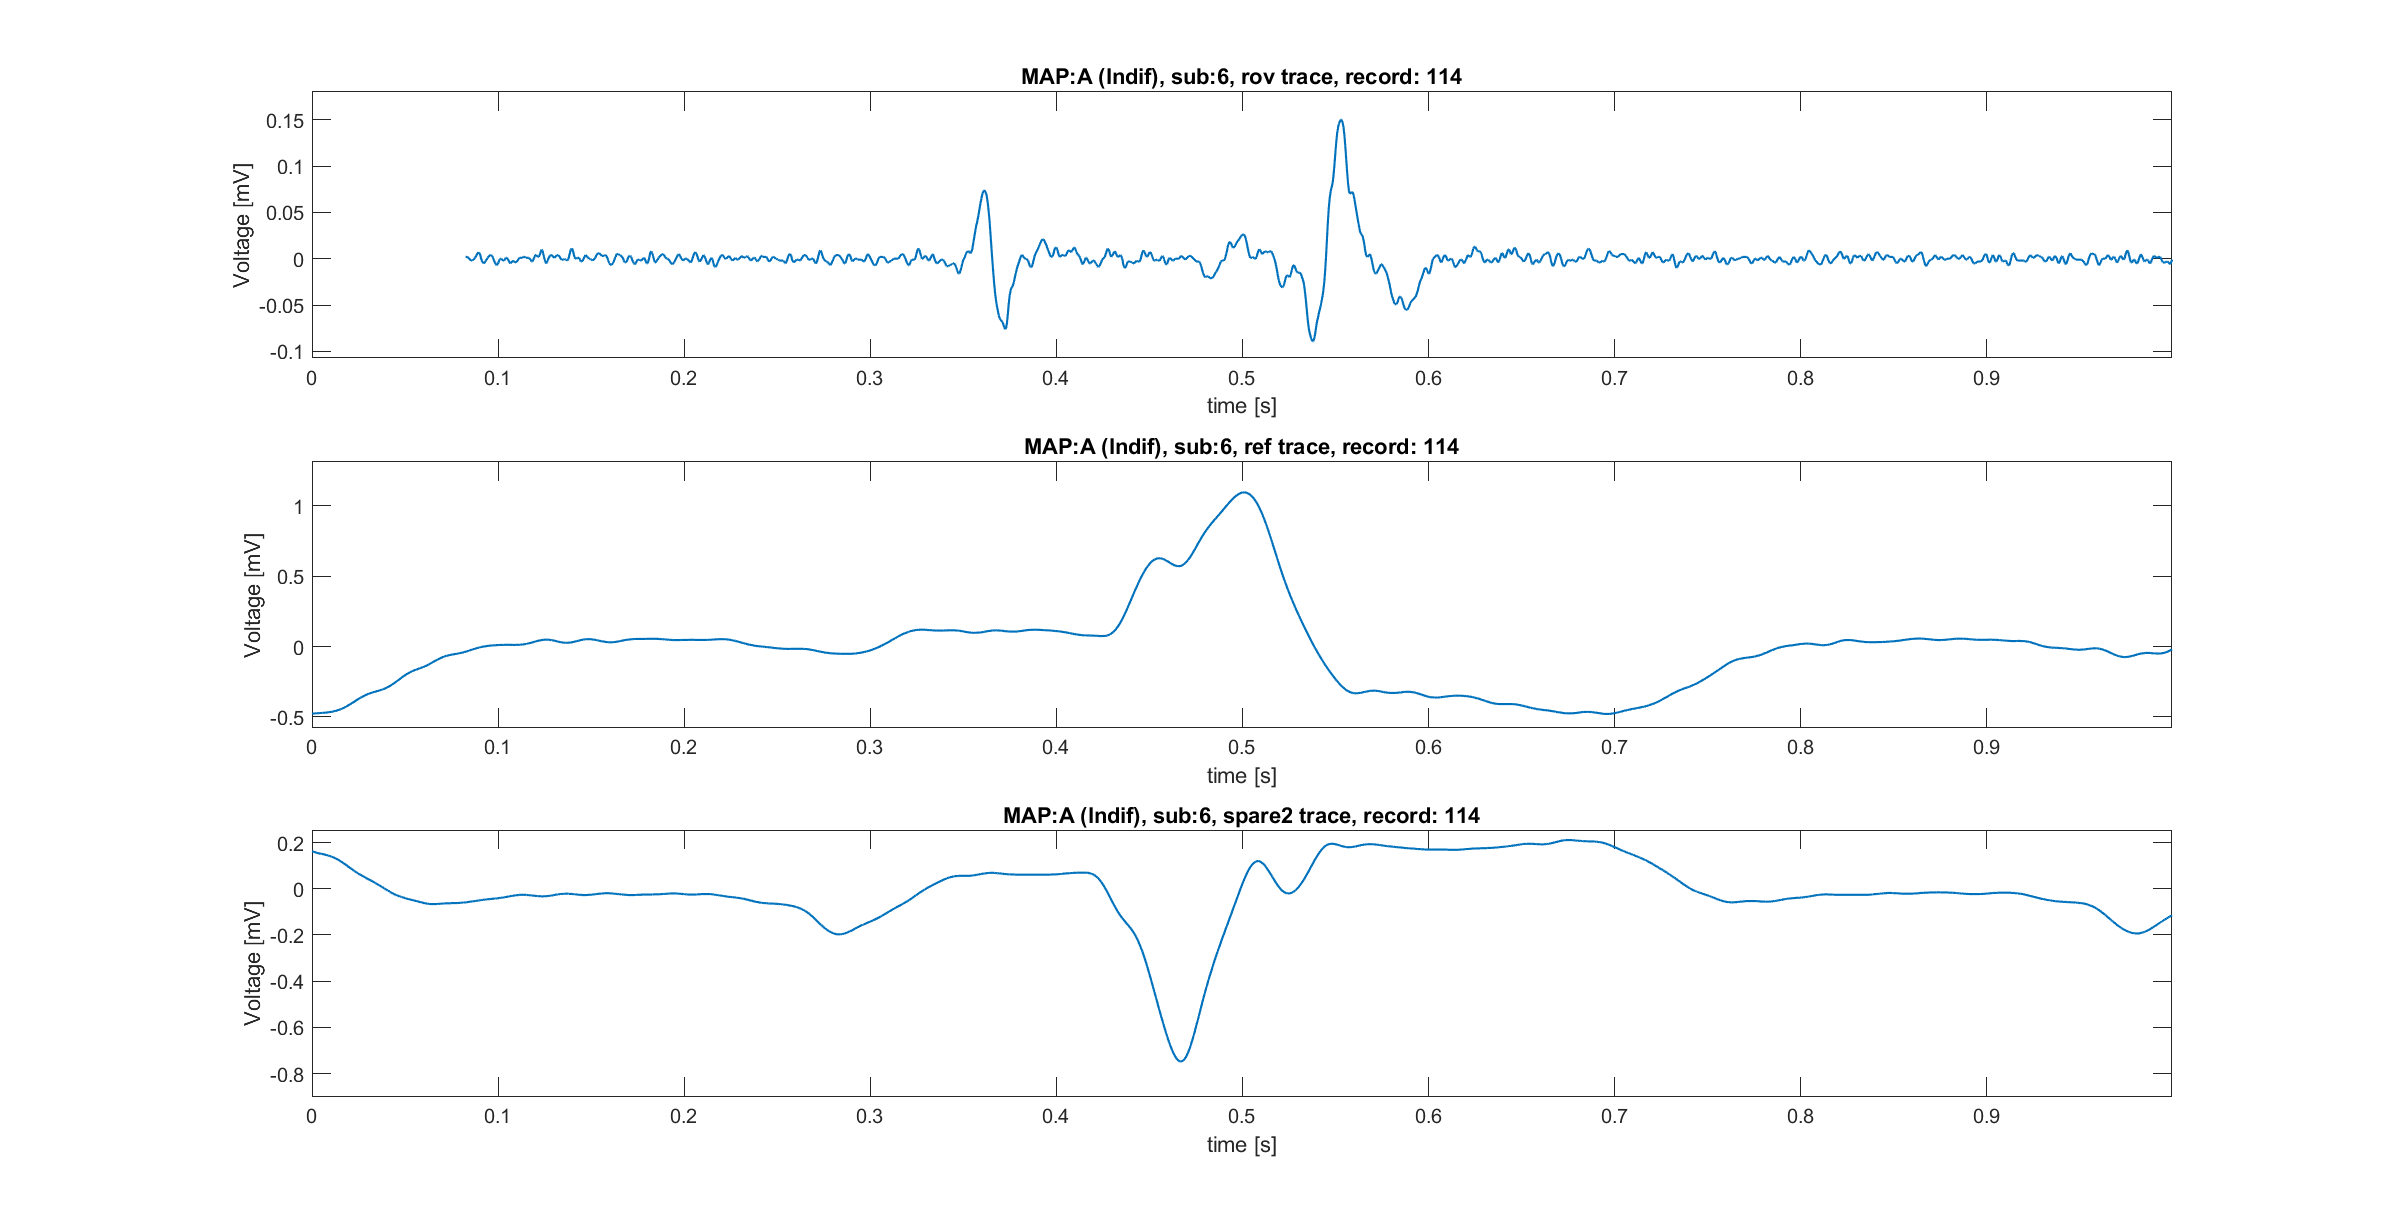 MAP:A (Indif), sub:6, rov trace, record: 114
Voltage [mV]
0.15
0.1
0.05
0
-0.05
-0.1
0 0.1 0.2 0.3 0.4 0.5 0.6 0.7 0.8 0.9
time [s]
MAP:A (Indif), sub:6, ref trace, record: 114
Voltage [mV]
1
0.5
0
-0.5
0 0.1 0.2 0.3 0.4 0.5 0.6 0.7 0.8 0.9
time [s]
MAP:A (Indif), sub:6, spare2 trace, record: 114
Voltage [mV]
0.2
0
-0.2
-0.4
-0.6
-0.8
0 0.1 0.2 0.3 0.4 0.5 0.6 0.7 0.8 0.9
time [s]